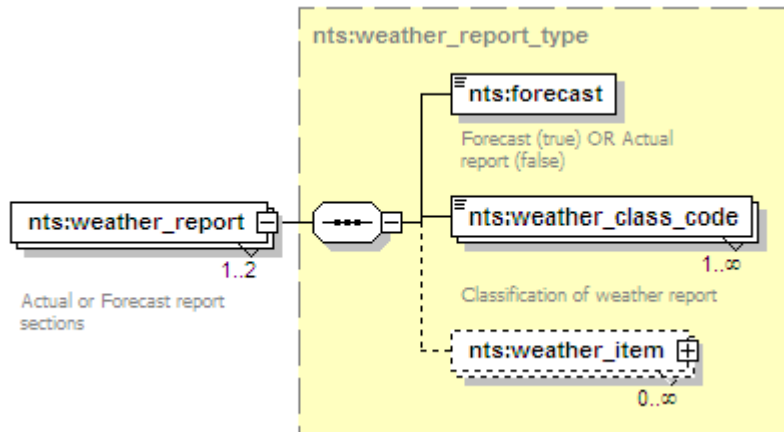 nts:weather_report_type
nts:forecast
Forecast (true) OR Actual
report (false)
nts:weather_report
1..2
Actual or Forecast report
sections
nts:weather_class_code
1..∞
Classification of weather report
nts:weather_item
0..∞